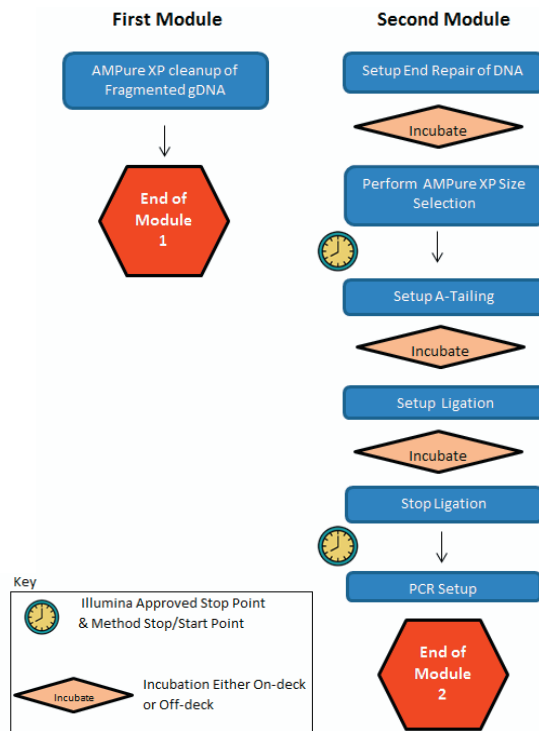 First Module
AMPure XP cleanup of
Fragmented gDNA
End of
Module
1
Second Module
Setup End Repair of DNA
Incubate
Perform AMPure XP Size
Selection
Setup A-Tailing
Incubate
Setup Ligation
Incubate
Stop Ligation
PCR Setup
End of
Module
2
Key
Illumina Approved Stop Point
& Method Stop/Start Point
Incubate
Incubation Either On-deck
or Off-deck